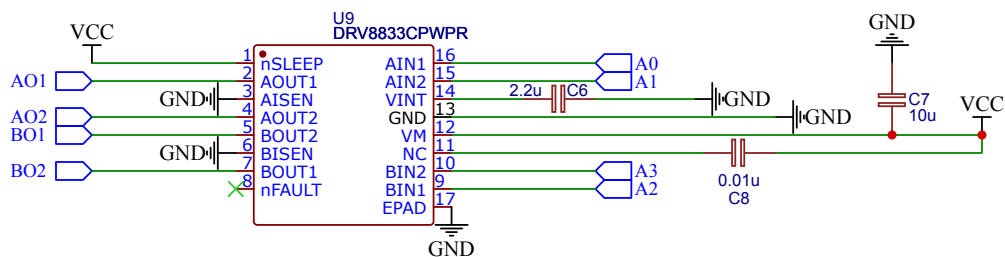 U9
DRV8833CPWPR
VCC
GND
1 nSLEEP AIN1 16 A0
AO1 2 AOUT1 AIN2 15 A1
GND 3 AISEN VINT 14 2.2u C6 GND
AO2 4 AOUT2 GND 13 GND
BO1 5 BOUT2 VM 12
C7
10u
VCC
GND 6 BISEN NC 11
0.01u
C8
BO2 7 BOUT1 BIN2 10 A3
8 nFAULT BIN1 9 A2
EPAD 17
GND